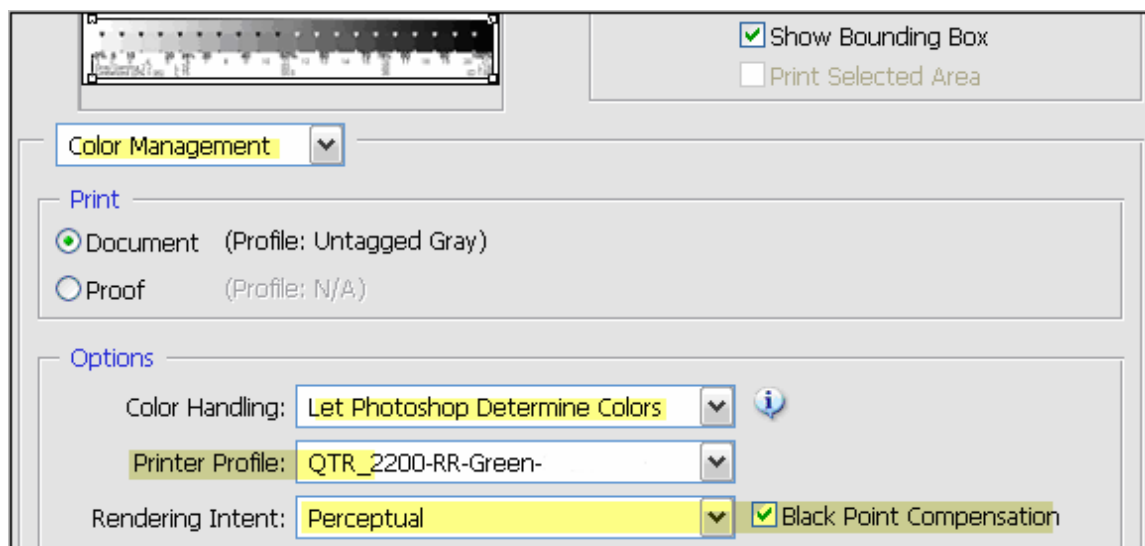 Show Bounding Box
Print Selected Area
Color Management
Print
Document (Profile: Untagged Gray)
Proof (Profile: N/A)
Options
Color Handling: Let Photoshop Determine Colors
Printer Profile: QTR_2200-RR-Green-
Rendering Intent: Perceptual Black Point Compensation